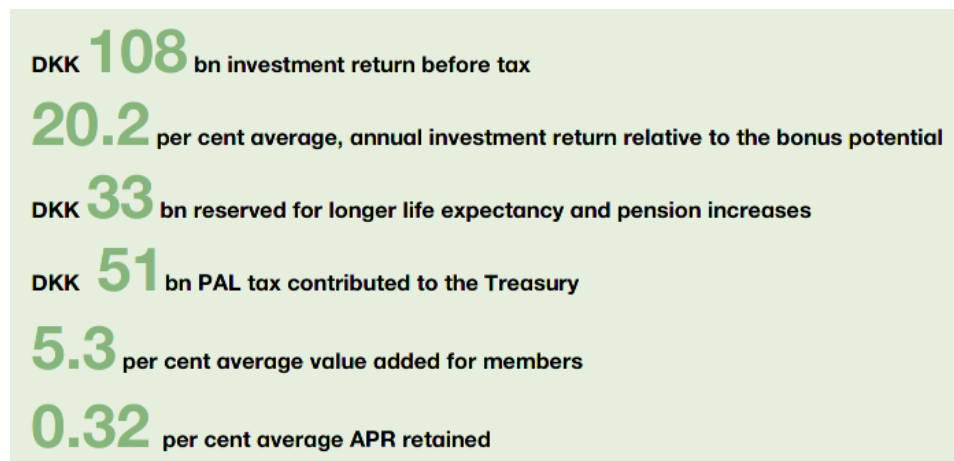 DKK 108 bn investment return before tax
20.2 per cent average, annual investment return relative to the bonus potential
DKK 33 bn reserved for longer life expectancy and pension increases
DKK 51 bn PAL tax contributed to the Treasury
5.3 per cent average value added for members
0.32 per cent average APR retained